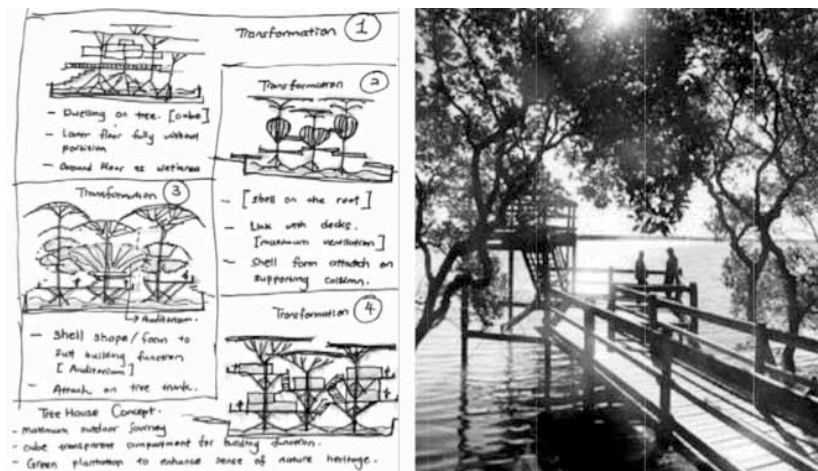 Transformation 1
- Dwelling on tree. [cube]
- Lower floor fully without
partition
- Ground floor as wetland
Transformation 2
- [Shell on the root]
- Link with decks.
[maximum ventilation]
- Shell form attatch on
supporting column.
Transformation 3
Auditorium.
- Shell shape/form to
suit building function
[Auditorium]
- Attach on tree trunk.
Transformation 4
Tree House Concept.
- maximum outdoor journey
- cube transparent compartment for building function.
- Green plantation to enhance sense of nature heritage.